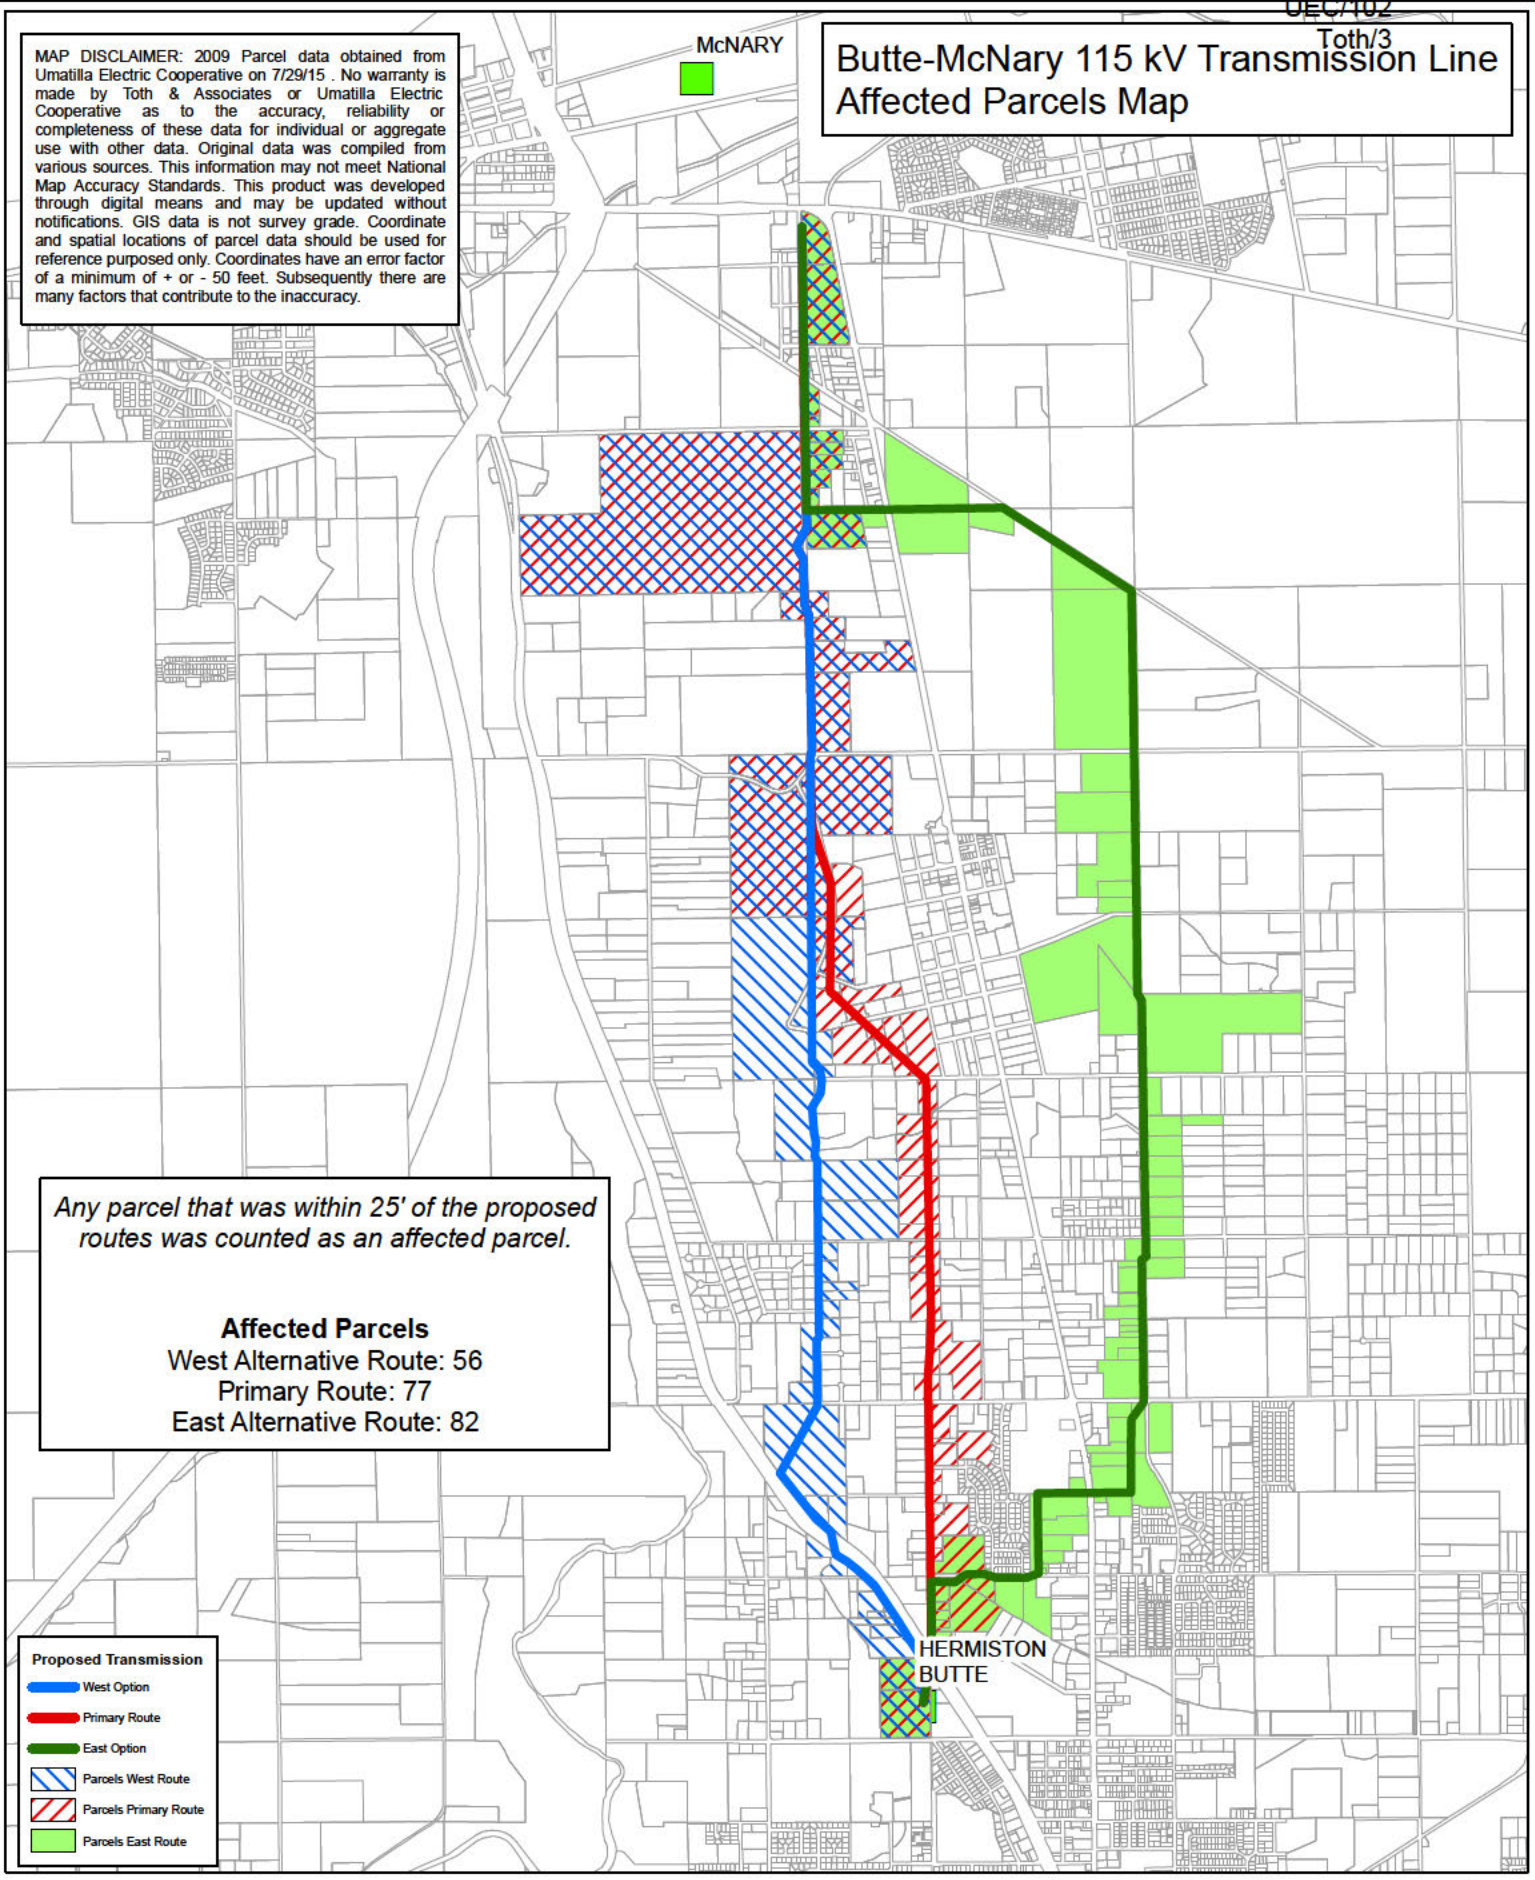 UEC/102
Toth/3
Butte-McNary 115 kV Transmission Line
Affected Parcels Map
McNARY
MAP DISCLAIMER: 2009 Parcel data obtained from
Umatilla Electric Cooperative on 7/29/15 . No warranty is
made by Toth & Associates or Umatilla Electric
Cooperative as to the accuracy, reliability or
completeness of these data for individual or aggregate
use with other data. Original data was compiled from
various sources. This information may not meet National
Map Accuracy Standards. This product was developed
through digital means and may be updated without
notifications. GIS data is not survey grade. Coordinate
and spatial locations of parcel data should be used for
reference purposed only. Coordinates have an error factor
of a minimum of + or - 50 feet. Subsequently there are
many factors that contribute to the inaccuracy.
Any parcel that was within 25' of the proposed
routes was counted as an affected parcel.
Affected Parcels
West Alternative Route: 56
Primary Route: 77
East Alternative Route: 82
HERMISTON
BUTTE
Proposed Transmission
West Option
Primary Route
East Option
Parcels West Route
Parcels Primary Route
Parcels East Route